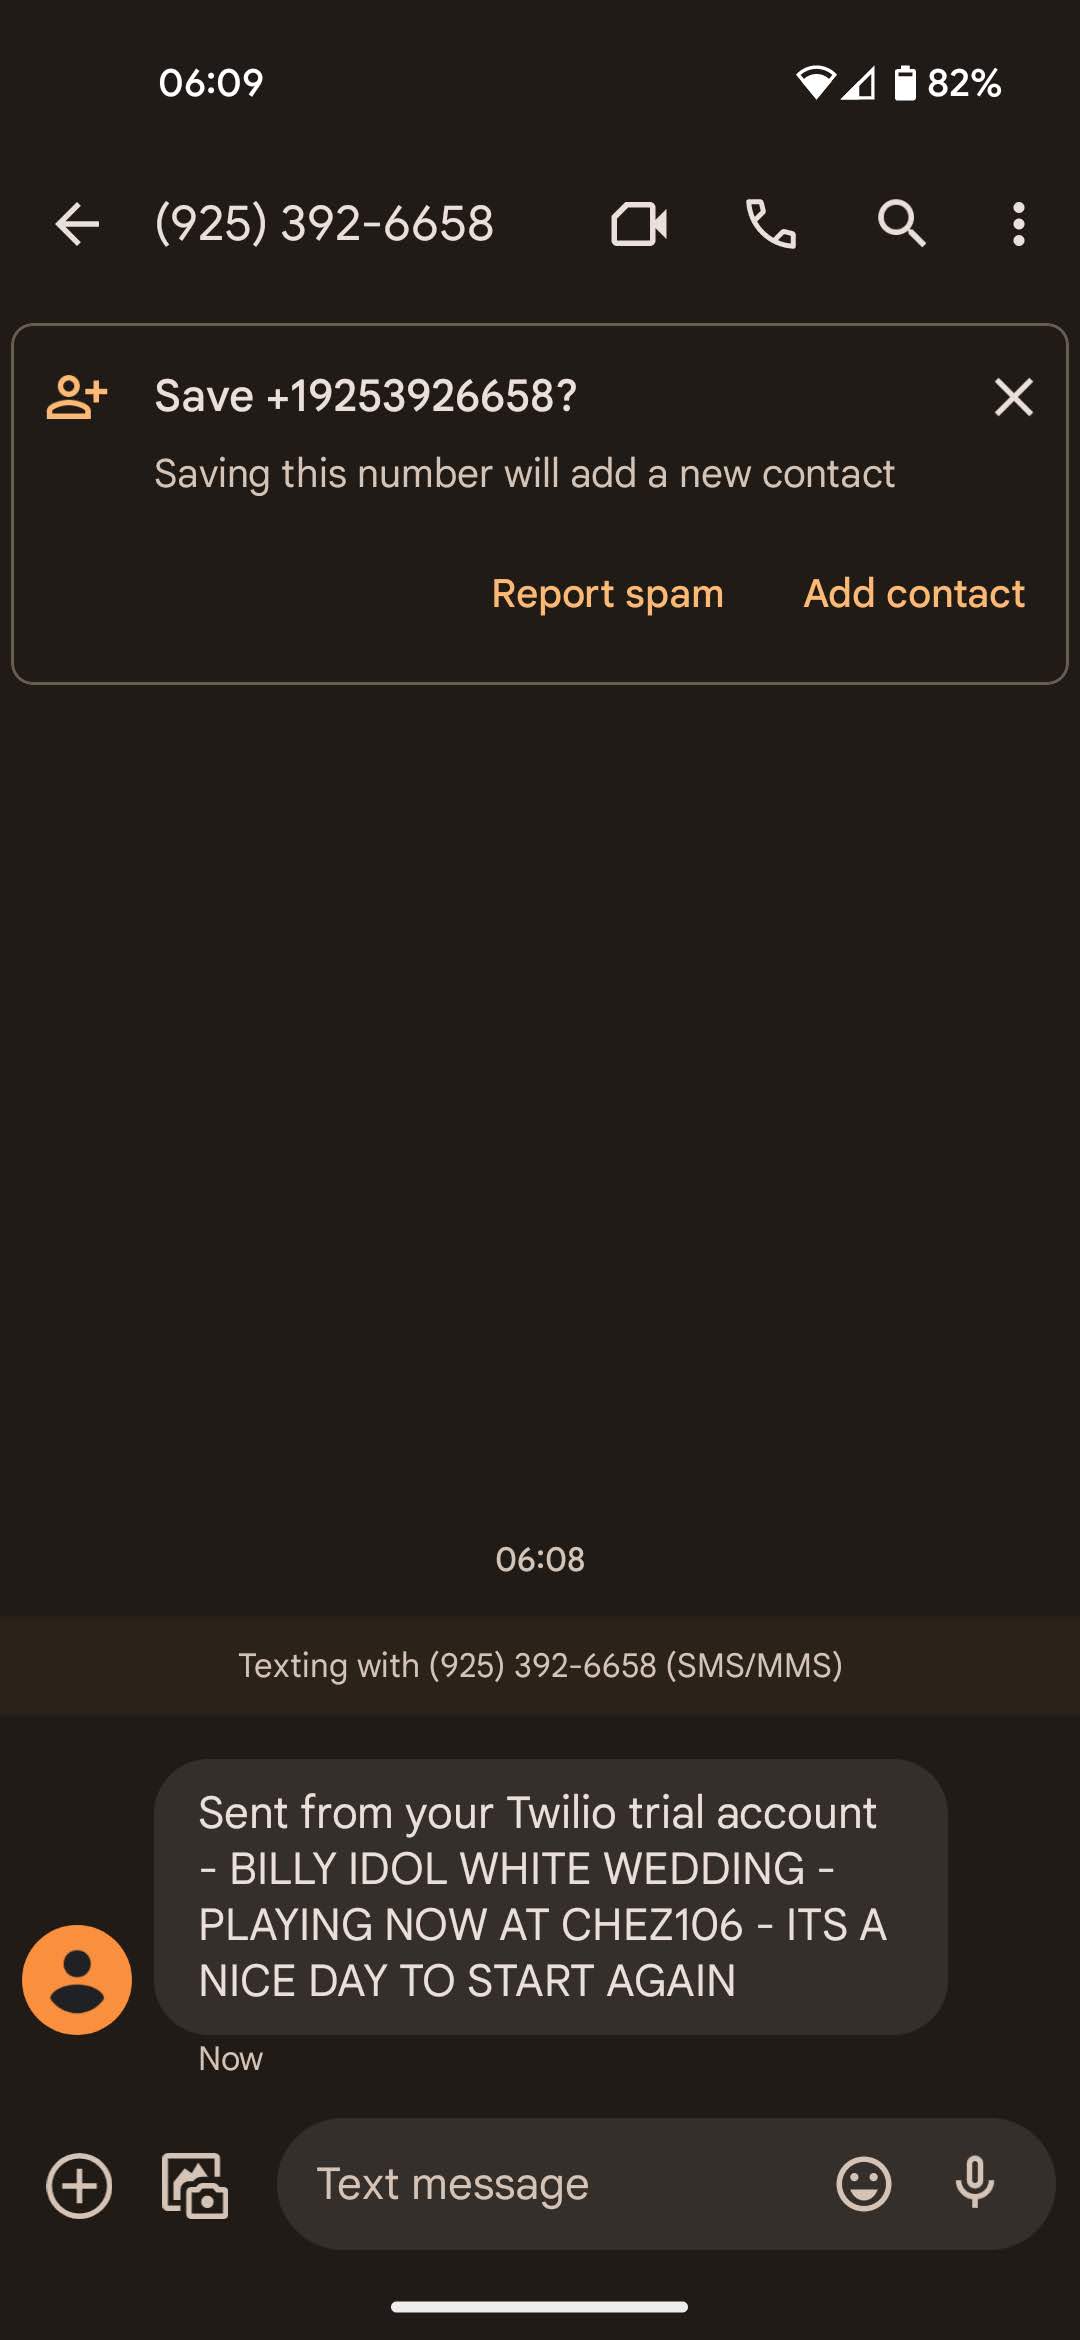 06:09
82%
(925) 392-6658
Save +19253926658?
Saving this number will add a new contact
Report spam Add contact
06:08
Texting with (925) 392-6658 (SMS/MMS)
Sent from your Twilio trial account
- BILLY IDOL WHITE WEDDING -
PLAYING NOW AT CHEZ106 - ITS A
NICE DAY TO START AGAIN
Now
Text message